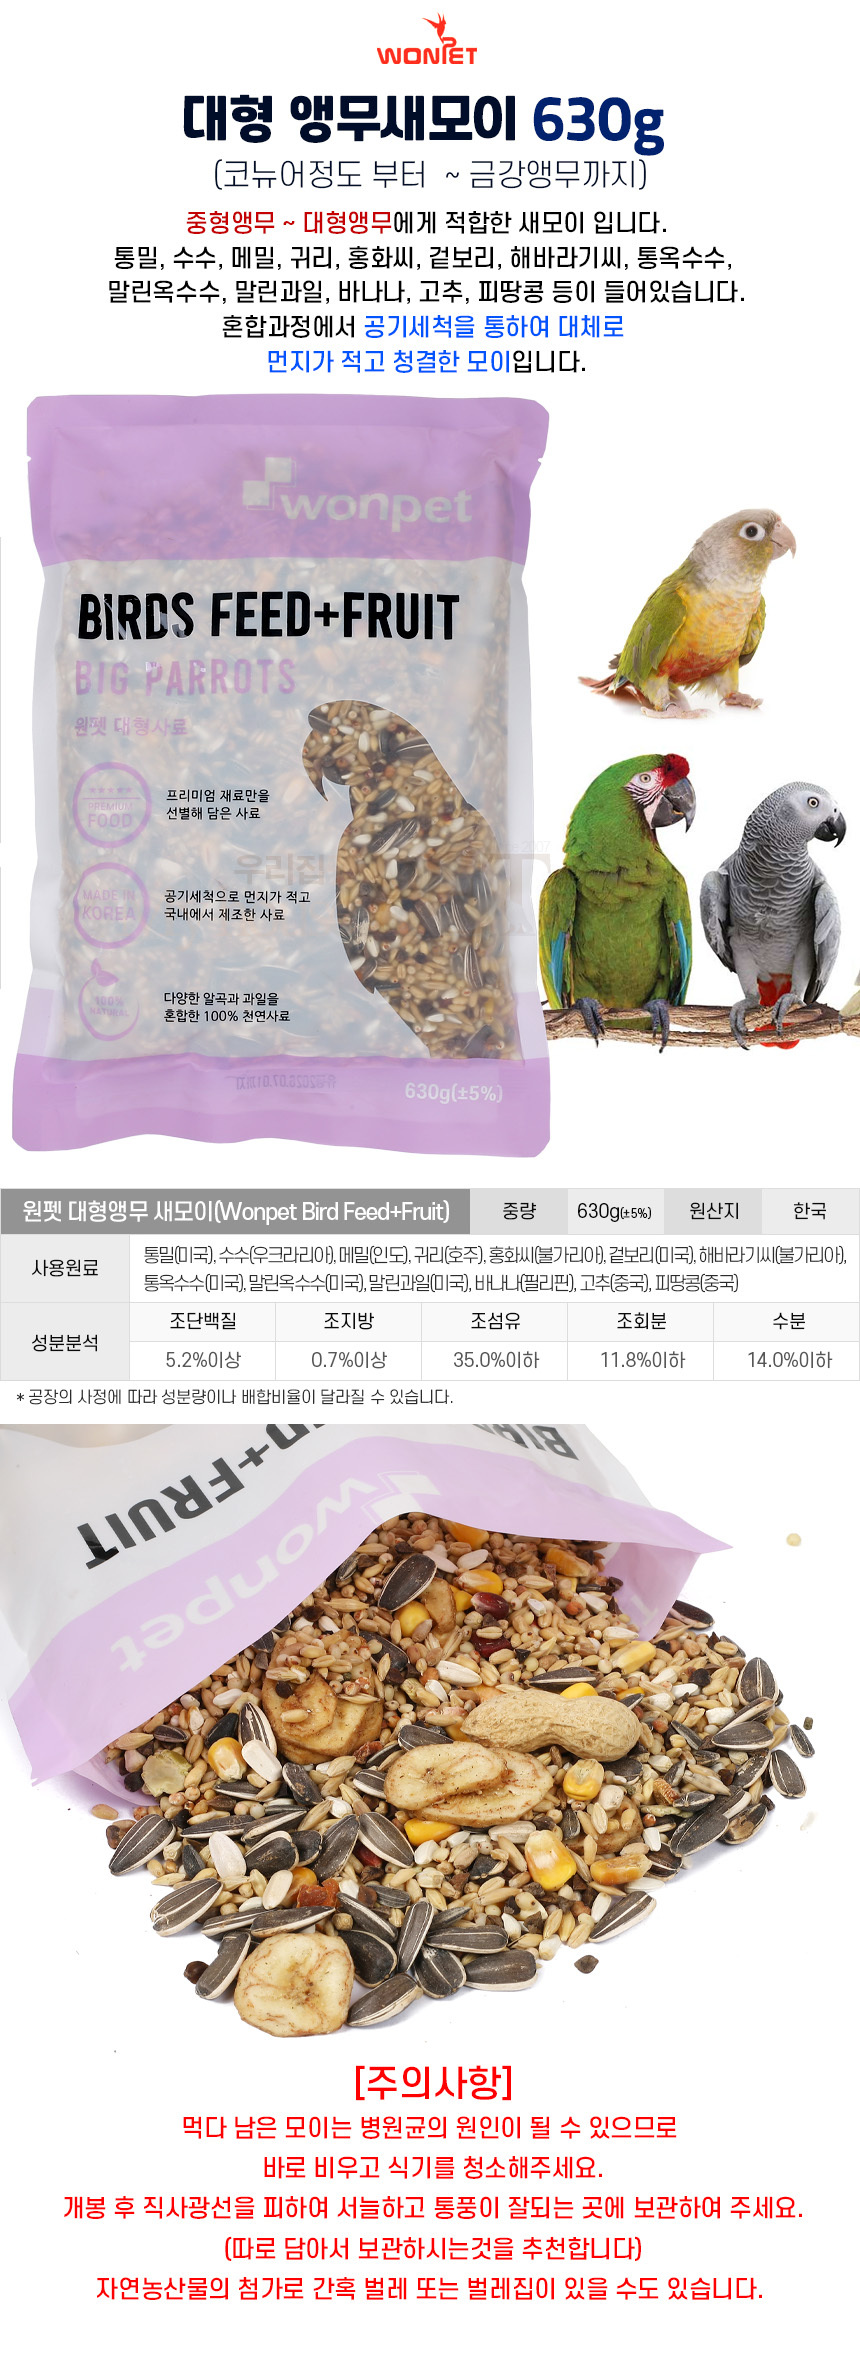 WONPET
대형 앵무새모이 630g
(코뉴어정도 부터 ~ 금강앵무까지)
중형앵무 ~ 대형앵무에게 적합한 새모이 입니다.
통밀, 수수, 메밀, 귀리, 홍화씨, 겉보리, 해바라기씨, 통옥수수,
말린옥수수, 말린과일, 바나나, 고추, 피땅콩 등이 들어있습니다.
혼합과정에서 공기세척을 통하여 대체로
먼지가 적고 청결한 모이입니다.
wonpet
BIRDS FEED+FRUIT
BIG PARROTS
원펫 대형사료
PREMIUM
FOOD
프리미엄 재료만을
선별해 담은 사료
MADE IN
KOREA
공기세척으로 먼지가 적고
국내에서 제조한 사료
100%
NATURAL
다양한 알곡과 과일을
혼합한 100% 천연사료
우리집
2007
630g(±5%)
원펫 대형앵무 새모이(Wonpet Bird Feed+Fruit) 중량 630g(±5%) 원산지 한국
사용원료
통밀(미국), 수수(우크라리아), 메밀(인도), 귀리(호주), 홍화씨(불가리아), 겉보리(미국), 해바라기씨(불가리아),
통옥수수(미국), 말린옥수수(미국), 말린과일(미국), 바나나(필리핀), 고추(중국), 피땅콩(중국)
성분분석
조단백질 조지방 조섬유 조회분 수분
5.2%이상 0.7%이상 35.0%이하 11.8%이하 14.0%이하
* 공장의 사정에 따라 성분량이나 배합비율이 달라질 수 있습니다.
+FRUIT
wonpet
[주의사항]
먹다 남은 모이는 병원균의 원인이 될 수 있으므로
바로 비우고 식기를 청소해주세요.
개봉 후 직사광선을 피하여 서늘하고 통풍이 잘되는 곳에 보관하여 주세요.
(따로 담아서 보관하시는것을 추천합니다)
자연농산물의 첨가로 간혹 벌레 또는 벌레집이 있을 수도 있습니다.